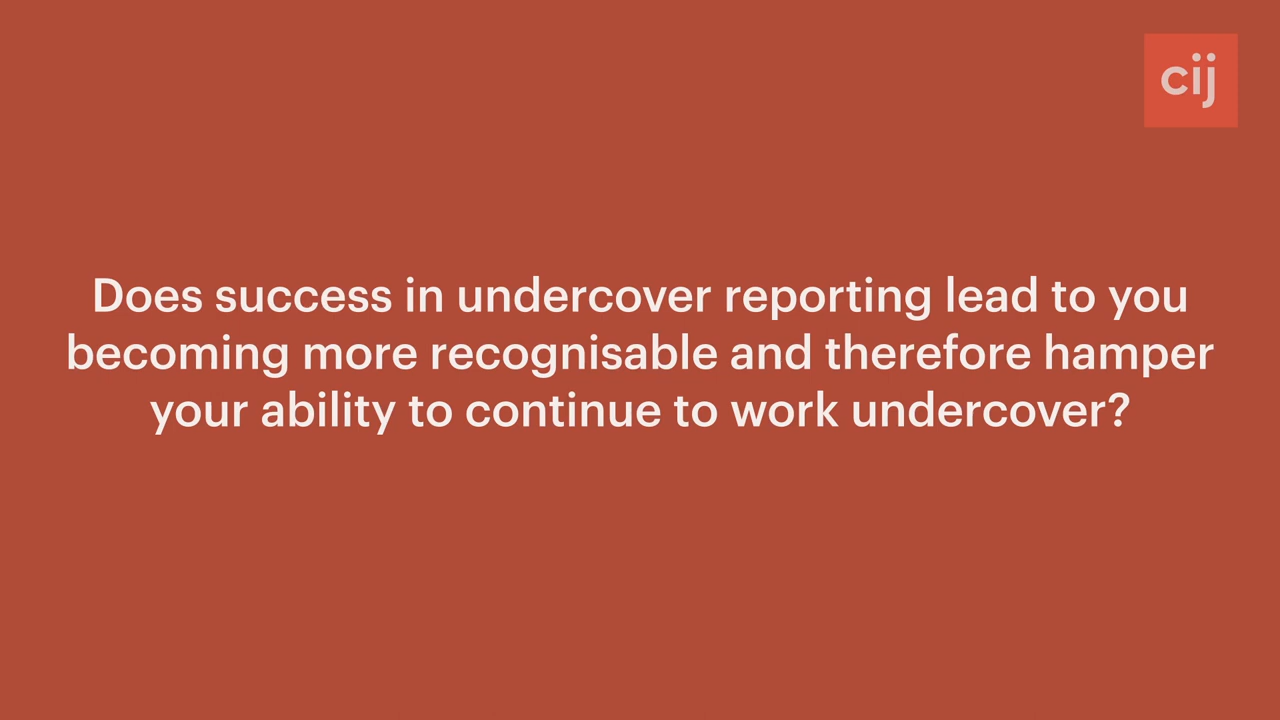 cij
Does success in undercover reporting lead to you
becoming more recognisable and therefore hamper
your ability to continue to work undercover?